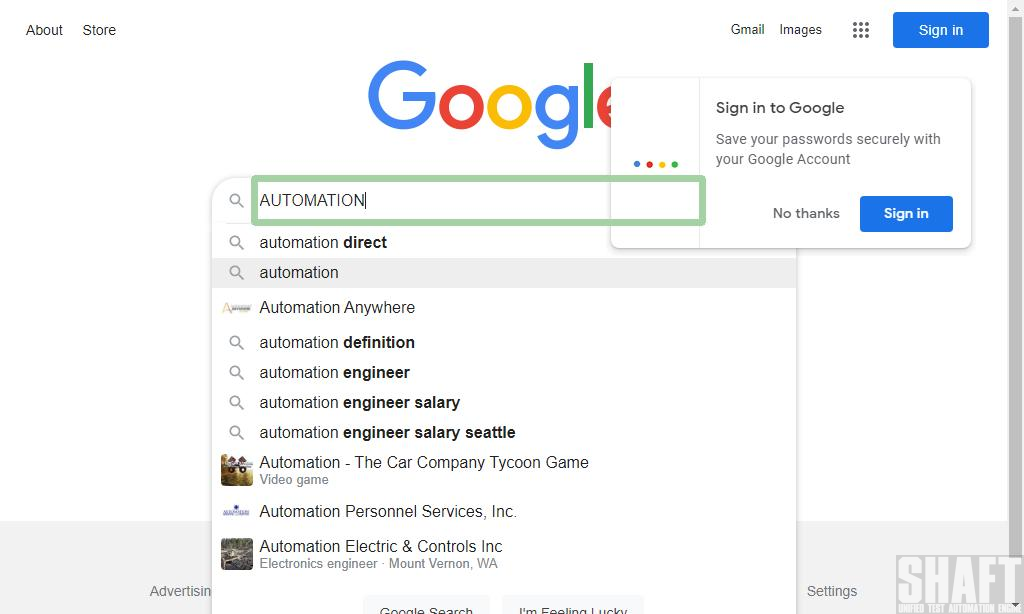 About Store Gmail Images Sign in
Google
Sign in to Google
Save your passwords securely with
your Google Account
No thanks Sign in
AUTOMATION
automation direct
automation
Automation Anywhere
automation definition
automation engineer
automation engineer salary
automation engineer salary seattle
Automation - The Car Company Tycoon Game
Video game
Automation Personnel Services, Inc.
Automation Electric & Controls Inc
Electronics engineer · Mount Vernon, WA
Advertisin Settings
Google Search I'm Feeling Lucky
SHAFT
UNIFIED TEST AUTOMATION